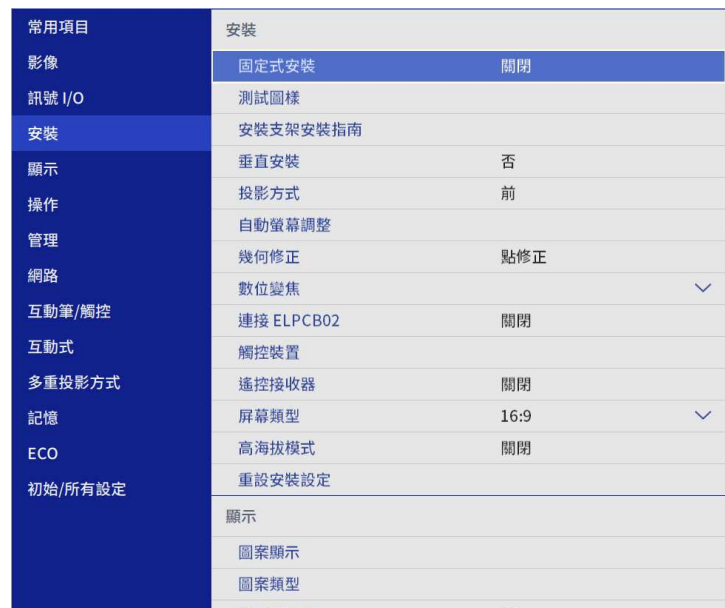 常用項目
影像
訊號 I/O
安裝
顯示
操作
管理
網路
互動筆/觸控
互動式
多重投影方式
記憶
ECO
初始/所有設定
安裝
固定式安裝 關閉
測試圖樣
安裝支架安裝指南
垂直安裝 否
投影方式 前
自動螢幕調整
幾何修正 點修正
數位變焦
連接 ELPCB02 關閉
觸控裝置
遙控接收器 關閉
屏幕類型 16:9
高海拔模式 關閉
重設安裝設定
顯示
圖案顯示
圖案類型